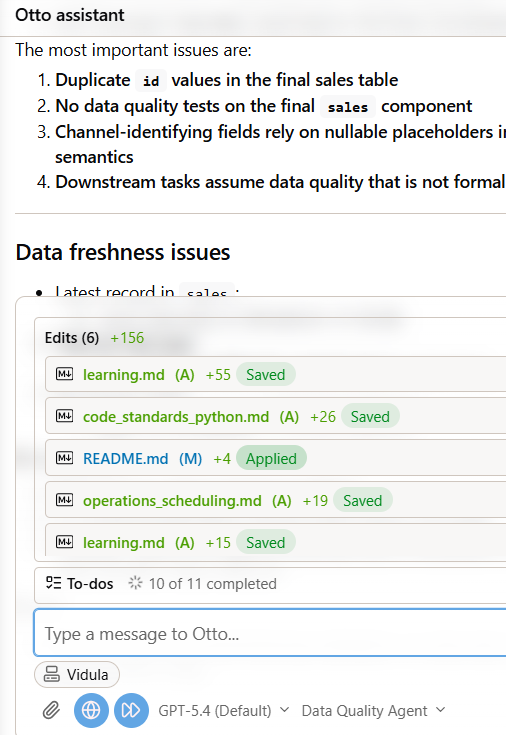 Otto assistant
The most important issues are:
1. Duplicate id values in the final sales table
2. No data quality tests on the final sales component
3. Channel-identifying fields rely on nullable placeholders i
semantics
4. Downstream tasks assume data quality that is not formal
Data freshness issues
• Latest record in sales:
Edits (6) +156
learning.md (A) +55 Saved
code_standards_python.md (A) +26 Saved
README.md (M) +4 Applied
operations_scheduling.md (A) +19 Saved
learning.md (A) +15 Saved
To-dos 10 of 11 completed
Type a message to Otto...
Vidula
GPT-5.4 (Default) Data Quality Agent